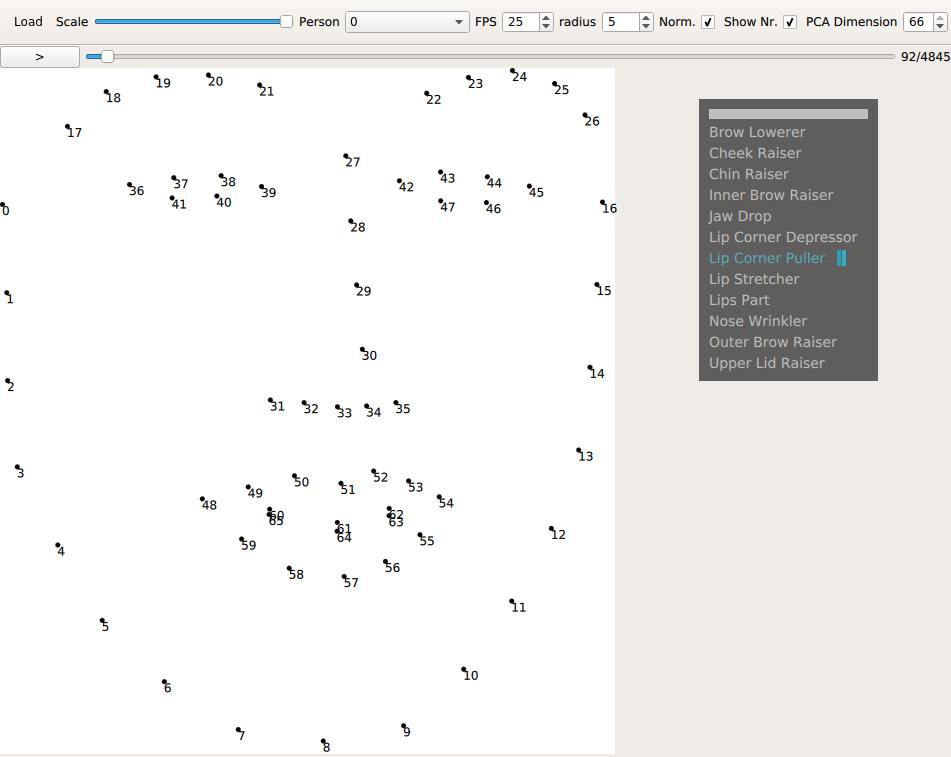 Load Scale Person 0 FPS 25 radius 5 Norm. Show Nr. PCA Dimension 66
> 92/4845
19 20 21 23 24 25
18 22
17 26
27
36 37 38 39 42 43 44 45
41 40 47 46
0 16
28
1 29 15
30
2 14
31 32 33 34 35
3 13
48 49 50 51 52 53 54
60 61 62
65 64 63
59 55
58 57 56
4 12
5 11
6 10
7 8 9
Brow Lowerer
Cheek Raiser
Chin Raiser
Inner Brow Raiser
Jaw Drop
Lip Corner Depressor
Lip Corner Puller
Lip Stretcher
Lips Part
Nose Wrinkler
Outer Brow Raiser
Upper Lid Raiser